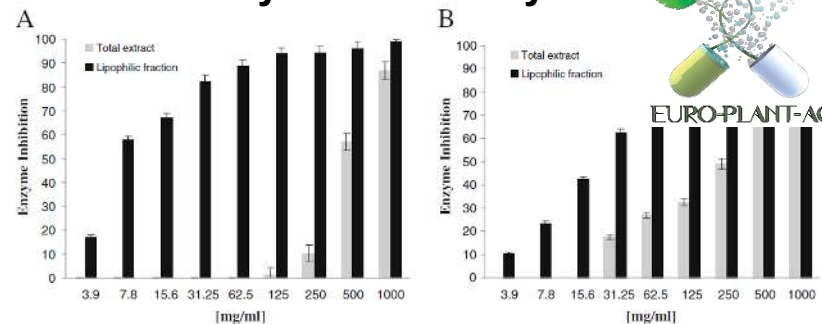 A
100
90
80
70
60
50
40
30
20
10
0
Enzyme Inhibition
Total extract
Lipophilic fraction
3.9 7.8 15.6 31.25 62.5 125 250 500 1000
[mg/ml]
B
100
90
80
70
60
50
40
30
20
10
0
Enzyme Inhibition
Total extract
Lipophilic fraction
3.9 7.8 15.6 31.25 62.5 125 250 500 1000
[mg/ml]
EURO-PLANT-AC